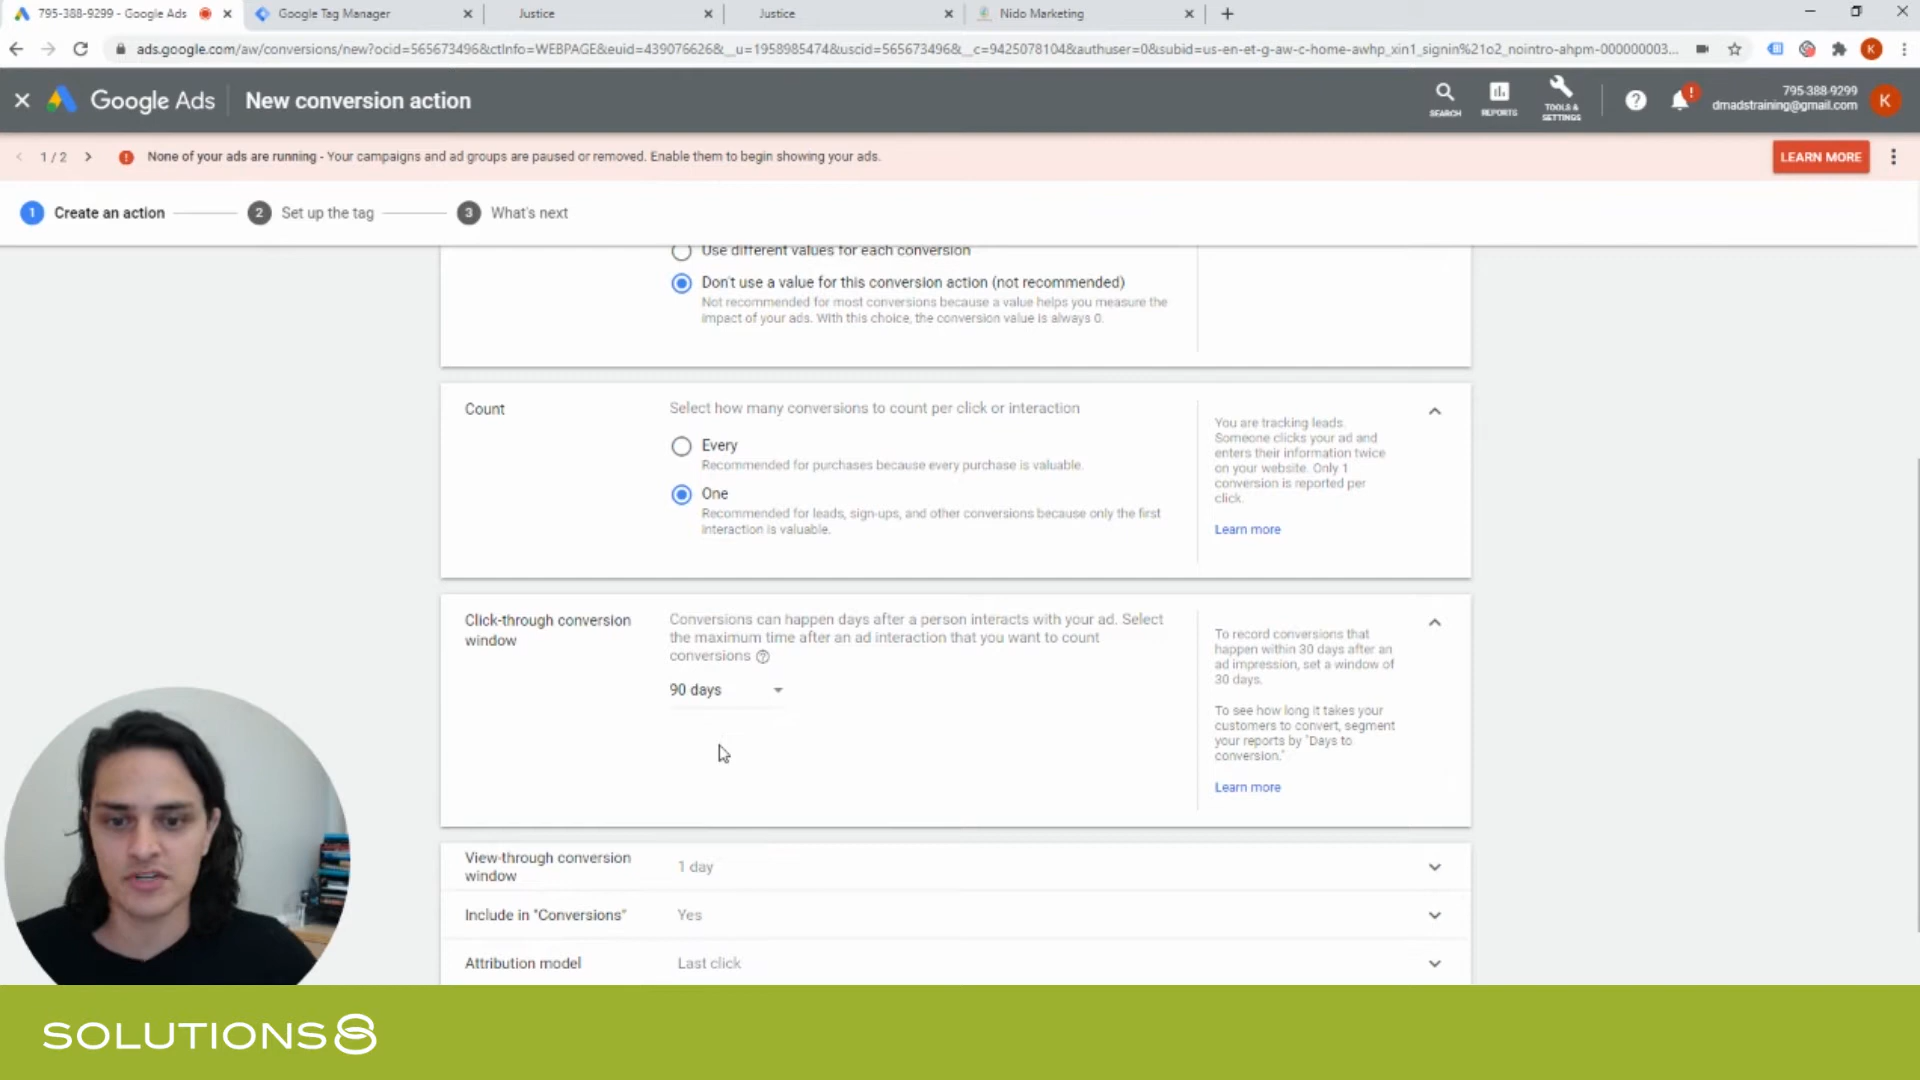 795-388-9299 - Google Ads
Google Tag Manager
Justice
Justice
Nido Marketing
ads.google.com/aw/conversions/new?ocid=565673496&ctInfo=WEBPAGE&euid=439076626&__u=1958985474&uscid=565673496&__c=9425078104&authuser=0&subid=us-en-et-g-aw-c-home-awhp_xin1_signin%21o2_nointro-ahpm-000000003...
K
Google Ads
New conversion action
SEARCH
REPORTS
TOOLS &
SETTINGS
795-388-9299
dmadstraining@gmail.com
K
1 / 2
None of your ads are running - Your campaigns and ad groups are paused or removed. Enable them to begin showing your ads.
LEARN MORE
1 Create an action
2 Set up the tag
3 What's next
Use different values for each conversion
Don't use a value for this conversion action (not recommended)
Not recommended for most conversions because a value helps you measure the
impact of your ads. With this choice, the conversion value is always 0.
Count
Select how many conversions to count per click or interaction
Every
Recommended for purchases because every purchase is valuable.
One
Recommended for leads, sign-ups, and other conversions because only the first
interaction is valuable.
You are tracking leads.
Someone clicks your ad and
enters their information twice
on your website. Only 1
conversion is reported per
click.
Learn more
Click-through conversion
window
Conversions can happen days after a person interacts with your ad. Select
the maximum time after an ad interaction that you want to count
conversions
90 days
To record conversions that
happen within 30 days after an
ad impression, set a window of
30 days.
To see how long it takes your
customers to convert, segment
your reports by "Days to
conversion."
Learn more
View-through conversion
window
1 day
Include in "Conversions"
Yes
Attribution model
Last click
SOLUTIONS8